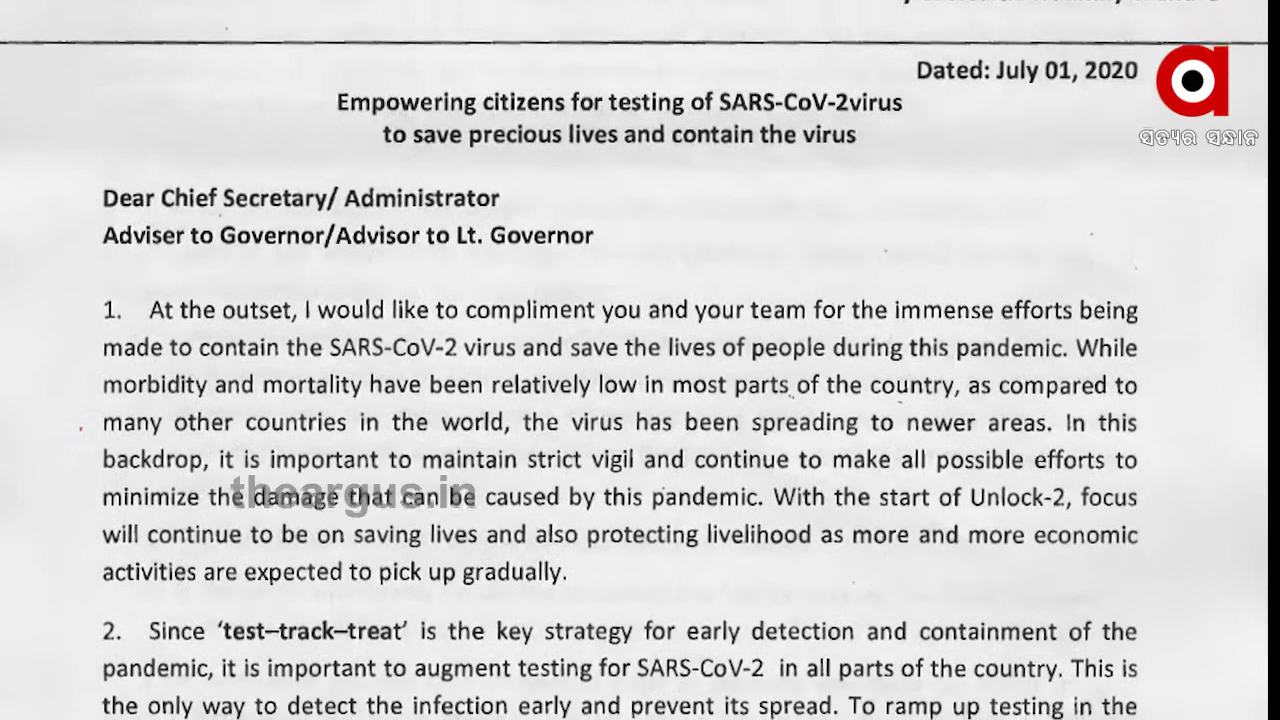 Dated: July 01, 2020
Empowering citizens for testing of SARS-CoV-2virus
to save precious lives and contain the virus
ସତ୍ୟର ସନ୍ଧାନ
Dear Chief Secretary/ Administrator
Adviser to Governor/Advisor to Lt. Governor
1. At the outset, I would like to compliment you and your team for the immense efforts being
made to contain the SARS-CoV-2 virus and save the lives of people during this pandemic. While
morbidity and mortality have been relatively low in most parts of the country, as compared to
many other countries in the world, the virus has been spreading to newer areas. In this
backdrop, it is important to maintain strict vigil and continue to make all possible efforts to
minimize the damage that can be caused by this pandemic. With the start of Unlock-2, focus
theargus.in
will continue to be on saving lives and also protecting livelihood as more and more economic
activities are expected to pick up gradually.
2. Since ‘test–track–treat’ is the key strategy for early detection and containment of the
pandemic, it is important to augment testing for SARS-CoV-2 in all parts of the country. This is
the only way to detect the infection early and prevent its spread. To ramp up testing in the